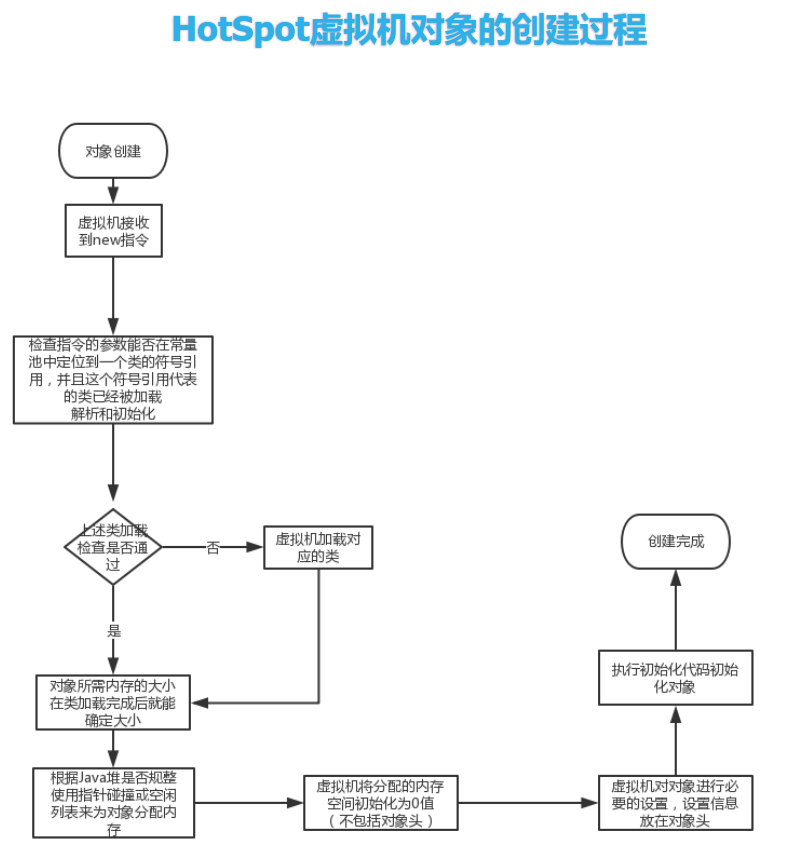 HotSpot虚拟机对象的创建过程
对象创建
虚拟机接收
到new指令
检查指令的参数能否在常量
池中定位到一个类的符号引
用，并且这个符号引用代表
的类已经被加载
解析和初始化
上述类加载
检查是否通
过
否
虚拟机加载对
应的类
是
对象所需内存的大小
在类加载完成后就能
确定大小
根据Java堆是否规整
使用指针碰撞或空闲
列表来为对象分配内
存
虚拟机将分配的内存
空间初始化为0值
（不包括对象头）
虚拟机对对象进行必
要的设置，设置信息
放在对象头
执行初始化代码初始
化对象
创建完成